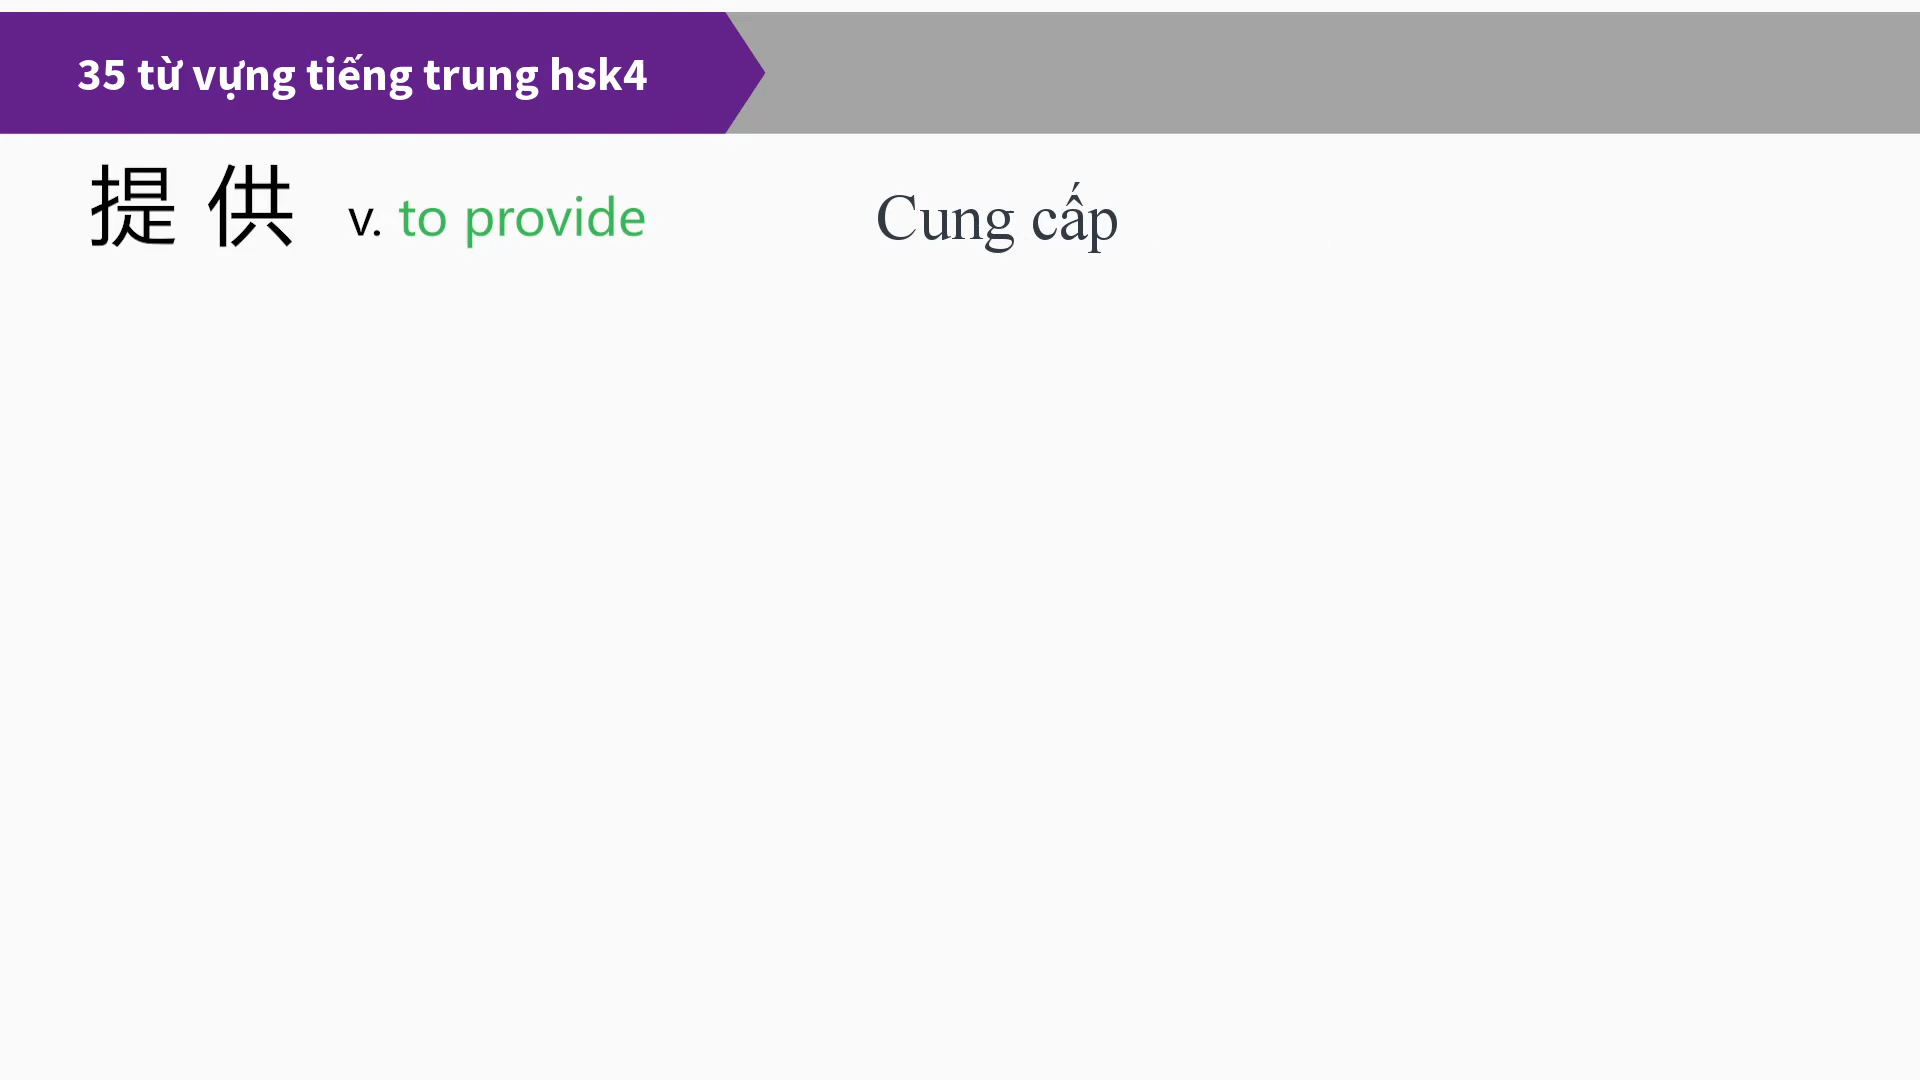 35 từ vựng tiếng trung hsk4
提供 v. to provide Cung cấp